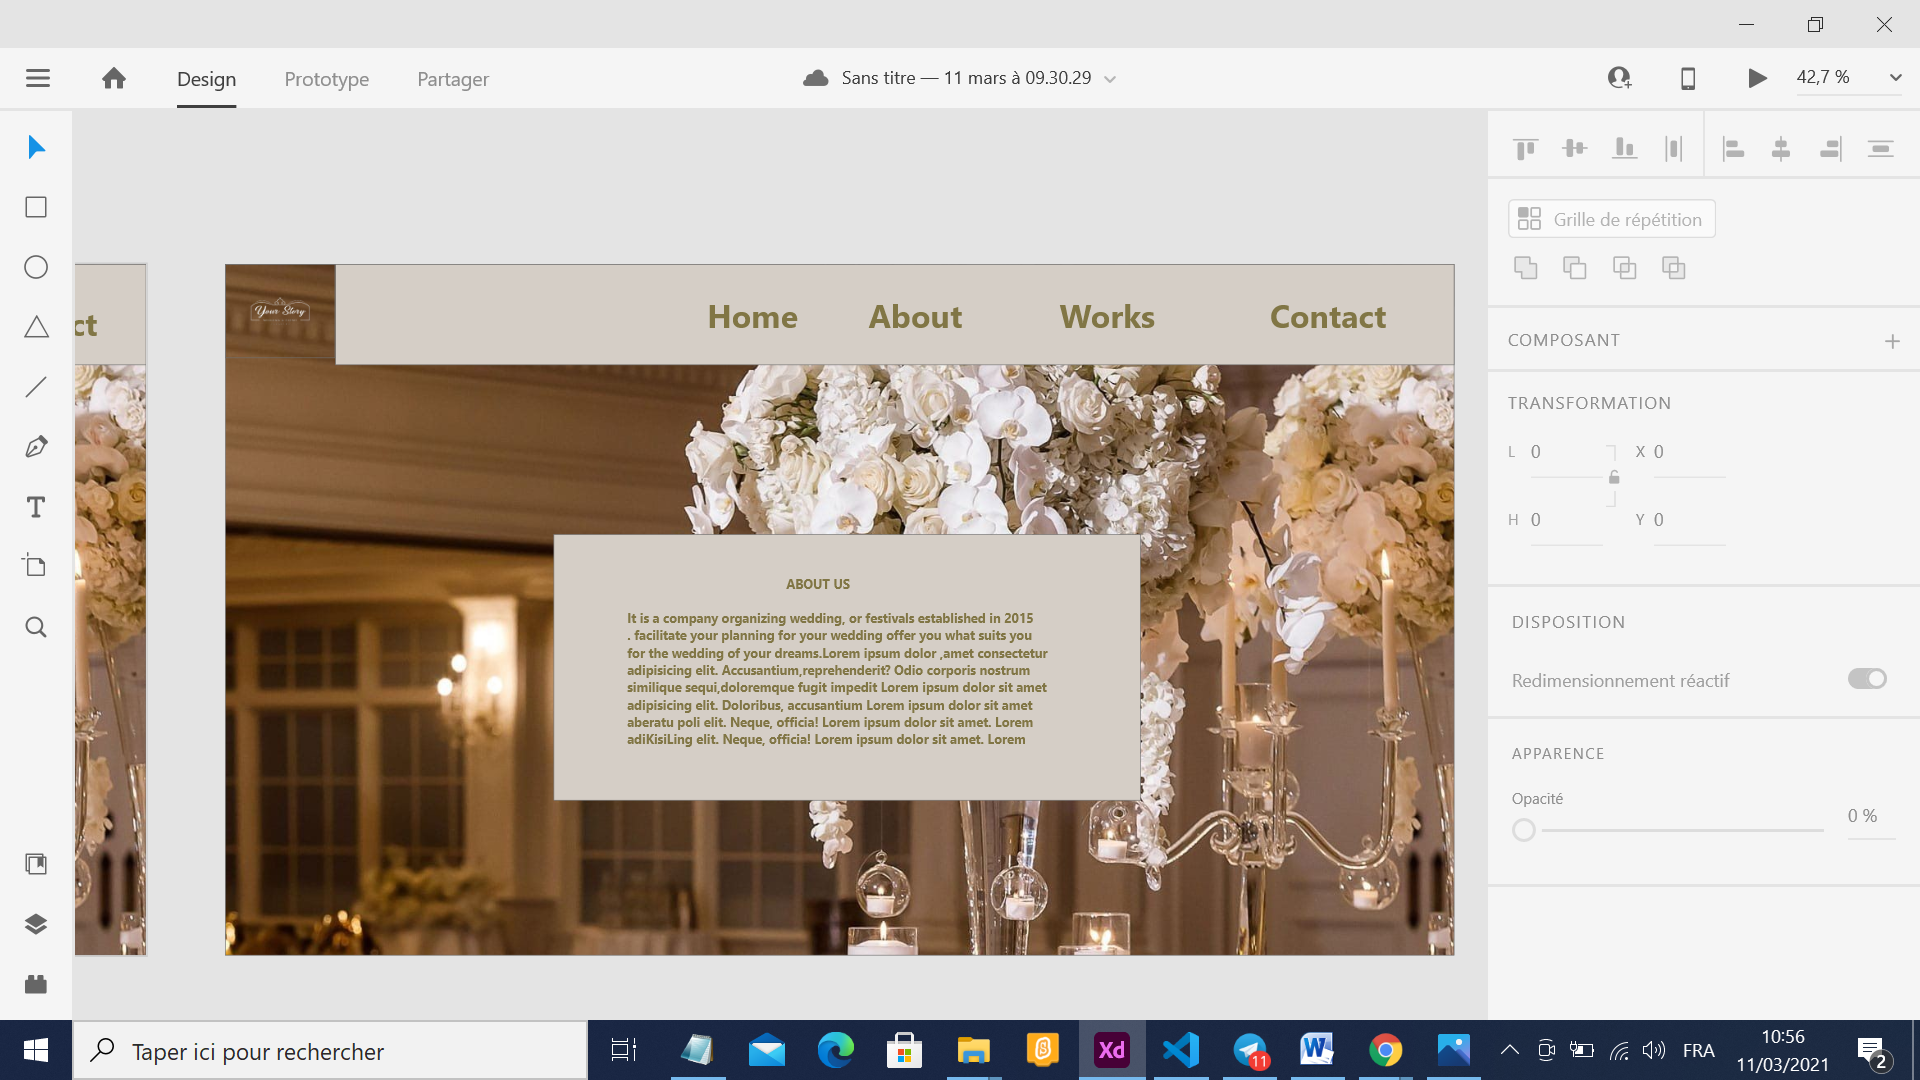 Design
Prototype
Partager
Sans titre — 11 mars à 09.30.29
42,7 %
Grille de répétition
COMPOSANT
TRANSFORMATION
L 0 X 0
H 0 Y 0
DISPOSITION
Redimensionnement réactif
APPARENCE
Opacité
0 %
ct
Your Story
Home About Works Contact
ABOUT US
It is a company organizing wedding, or festivals established in 2015
. facilitate your planning for your wedding offer you what suits you
for the wedding of your dreams.Lorem ipsum dolor ,amet consectetur
adipisicing elit. Accusantium,reprehenderit? Odio corporis nostrum
similique sequi,doloremque fugit impedit Lorem ipsum dolor sit amet
adipisicing elit. Doloribus, accusantium Lorem ipsum dolor sit amet
aberatu poli elit. Neque, officia! Lorem ipsum dolor sit amet. Lorem
adiKisiLing elit. Neque, officia! Lorem ipsum dolor sit amet. Lorem
Taper ici pour rechercher
Xd
11
W
FRA
10:56
11/03/2021
2